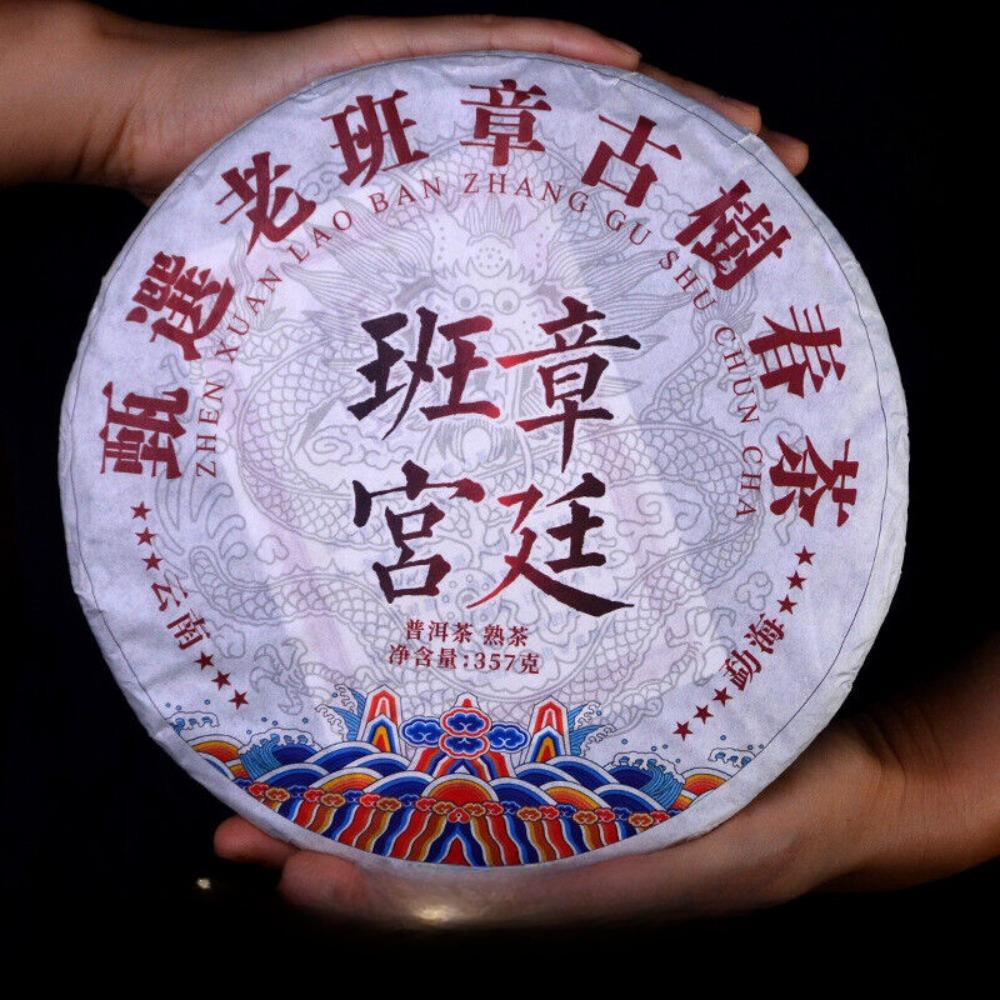 甄選老班章古樹春茶
ZHEN XUAN LAO BAN ZHANG GU SHU CHUN CHA
班章
宫廷
普洱茶 熟茶
净含量:357克
★★★云南★★★
★★★★勐海★★★★